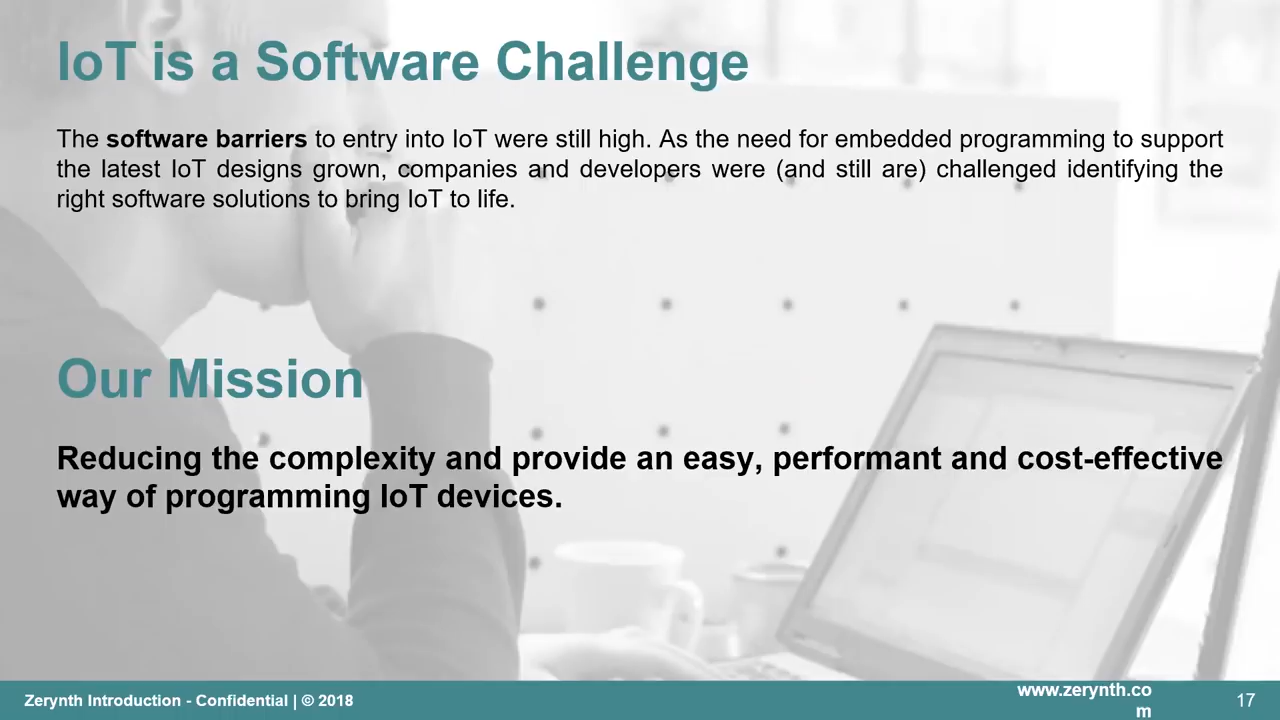 IoT is a Software Challenge
The software barriers to entry into IoT were still high. As the need for embedded programming to support
the latest IoT designs grown, companies and developers were (and still are) challenged identifying the
right software solutions to bring IoT to life.
Our Mission
Reducing the complexity and provide an easy, performant and cost-effective
way of programming IoT devices.
Zerynth Introduction - Confidential | © 2018
www.zerynth.co
m
17